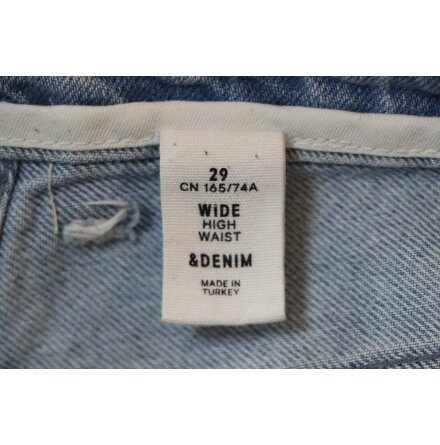 29
CN 165/74A
WIDE
HIGH
WAIST
&DENIM
MADE IN
TURKEY